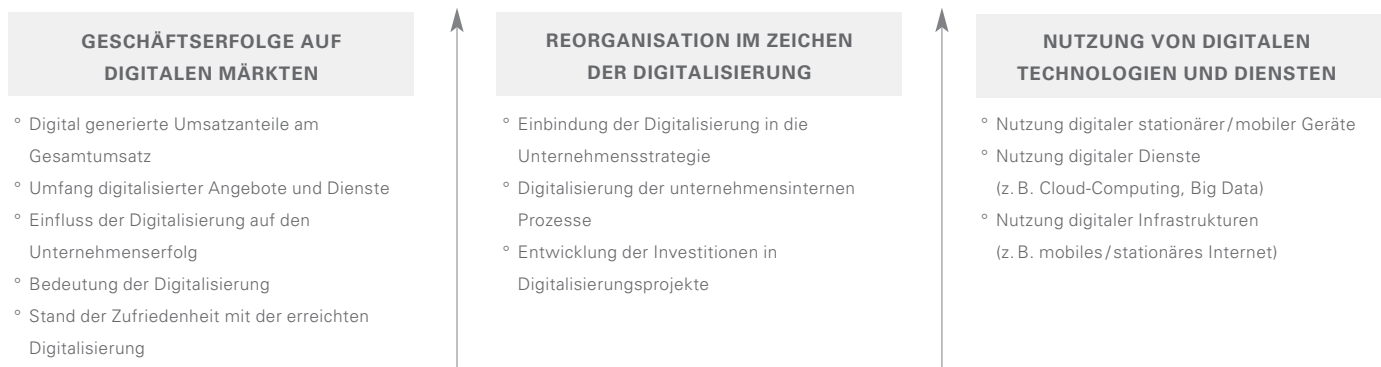 GESCHÄFTSERFOLGE AUF
DIGITALEN MÄRKTEN
° Digital generierte Umsatzanteile am
Gesamtumsatz
° Umfang digitalisierter Angebote und Dienste
° Einfluss der Digitalisierung auf den
Unternehmenserfolg
° Bedeutung der Digitalisierung
° Stand der Zufriedenheit mit der erreichten
Digitalisierung
REORGANISATION IM ZEICHEN
DER DIGITALISIERUNG
° Einbindung der Digitalisierung in die
Unternehmensstrategie
° Digitalisierung der unternehmensinternen
Prozesse
° Entwicklung der Investitionen in
Digitalisierungsprojekte
NUTZUNG VON DIGITALEN
TECHNOLOGIEN UND DIENSTEN
° Nutzung digitaler stationärer/mobiler Geräte
° Nutzung digitaler Dienste
(z. B. Cloud-Computing, Big Data)
° Nutzung digitaler Infrastrukturen
(z. B. mobiles/stationäres Internet)